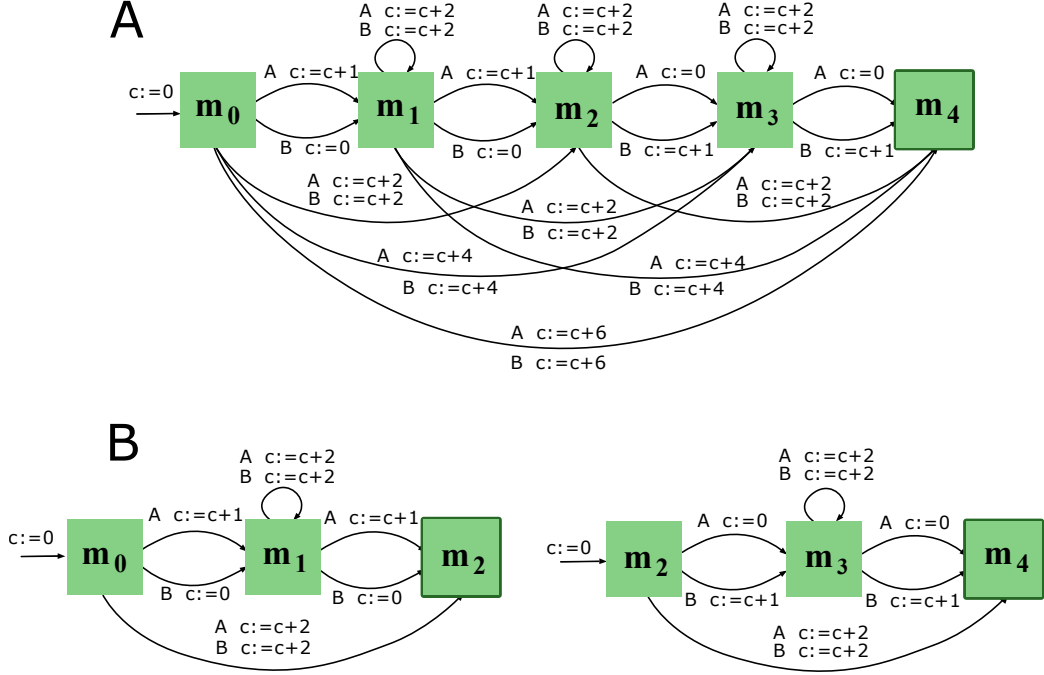 A
A c:=c+2
B c:=c+2
A c:=c+2
B c:=c+2
A c:=c+2
B c:=c+2
c:=0
A c:=c+1
A c:=c+1
A c:=0
A c:=0
m0
m1
m2
m3
m4
B c:=0
B c:=0
B c:=c+1
B c:=c+1
A c:=c+2
B c:=c+2
A c:=c+2
B c:=c+2
A c:=c+2
B c:=c+2
A c:=c+4
B c:=c+4
A c:=c+4
B c:=c+4
A c:=c+6
B c:=c+6
B
A c:=c+2
B c:=c+2
c:=0
A c:=c+1
A c:=c+1
m0
m1
m2
B c:=0
B c:=0
A c:=c+2
B c:=c+2
A c:=c+2
B c:=c+2
c:=0
A c:=0
A c:=0
m2
m3
m4
B c:=c+1
B c:=c+1
A c:=c+2
B c:=c+2